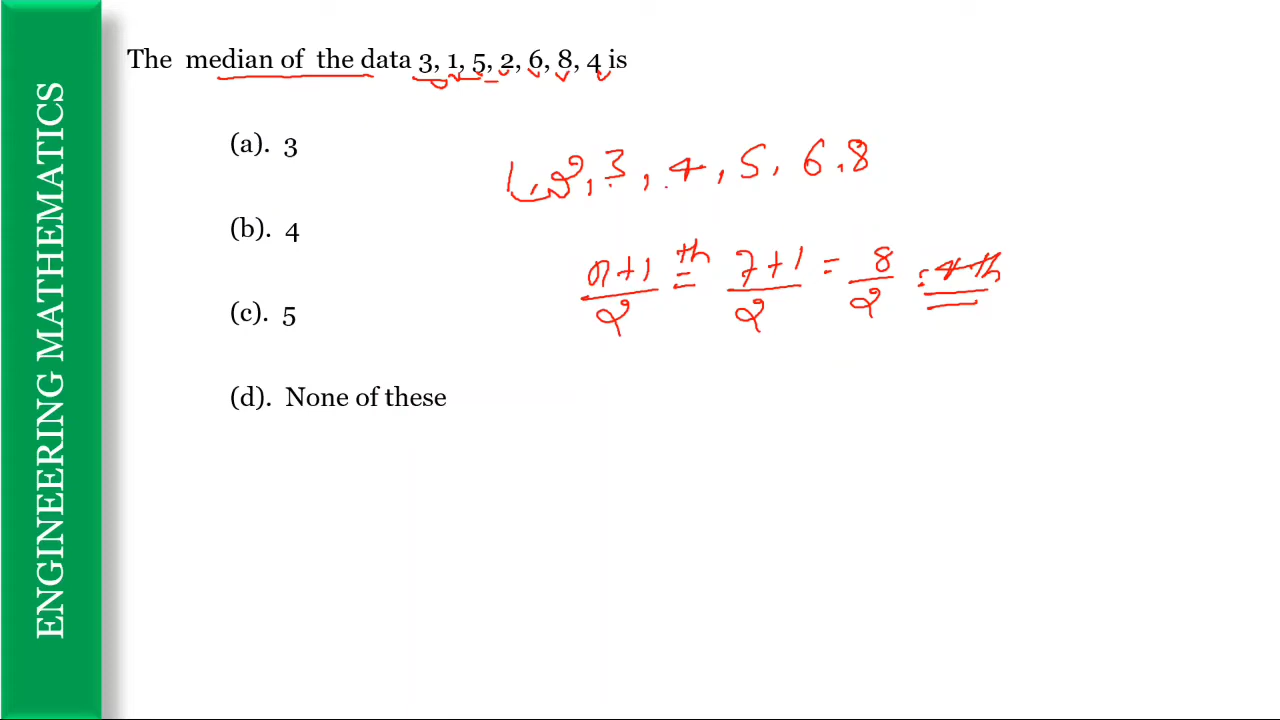 ENGINEERING MATHEMATICS
The median of the data 3, 1, 5, 2, 6, 8, 4 is
(a). 3
(b). 4
(c). 5
(d). None of these
1, 2, 3, 4, 5, 6, 8
n+1/2 th = 7+1/2 = 8/2 = 4th